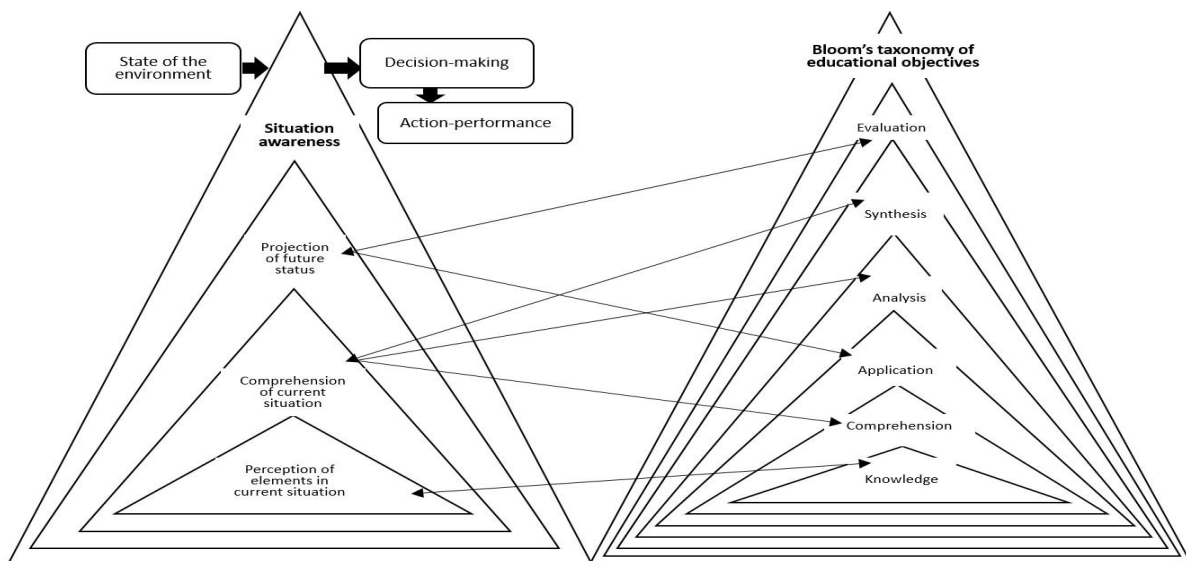 State of the
environment
Decision-making
Action-performance
Situation
awareness
Projection
of future
status
Comprehension
of current
situation
Perception of
elements in
current situation
Bloom’s taxonomy of
educational objectives
Evaluation
Synthesis
Analysis
Application
Comprehension
Knowledge